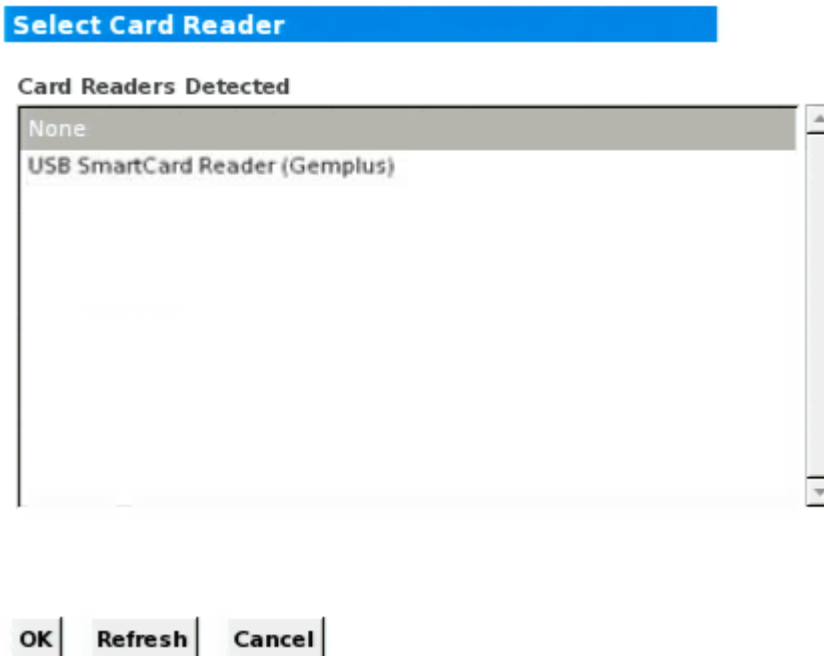 Select Card Reader
Card Readers Detected
None
USB SmartCard Reader (Gemplus)
OK Refresh Cancel